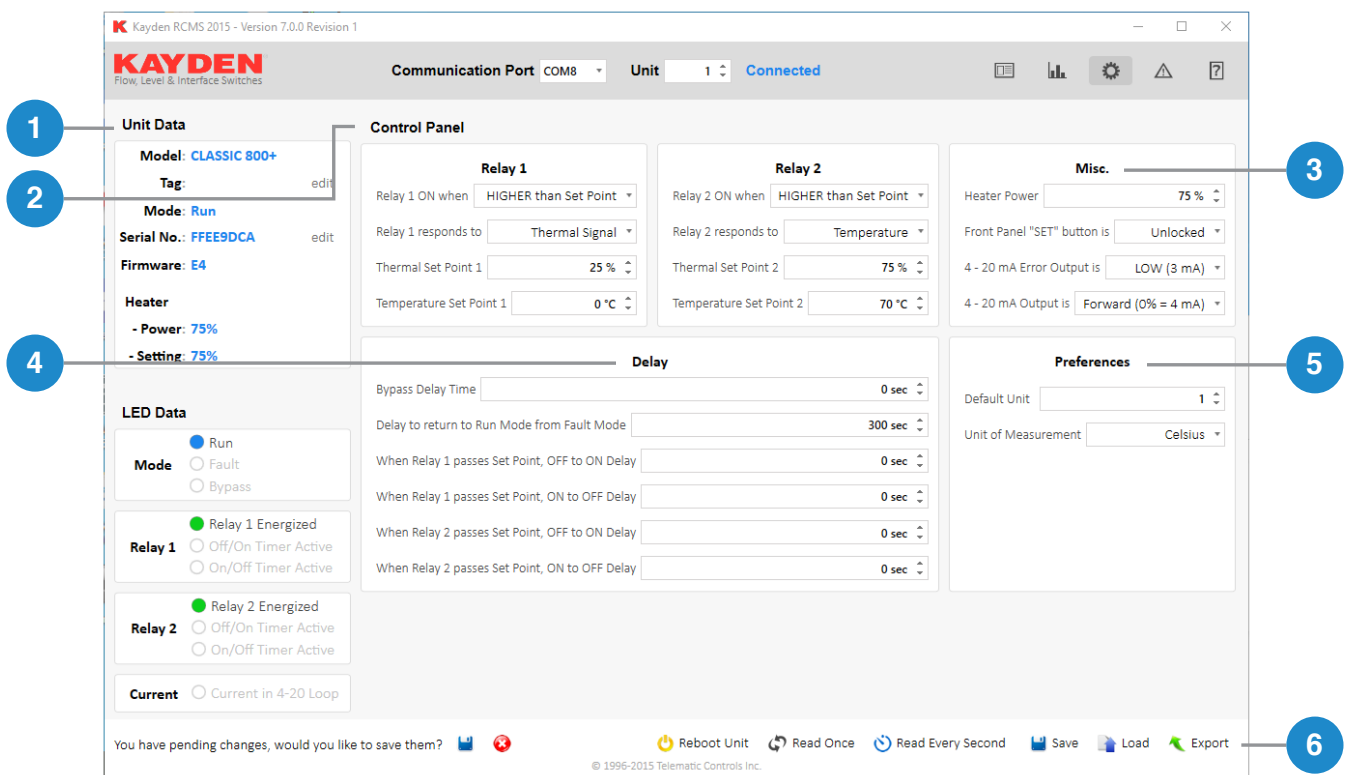 Kayden RCMS 2015 - Version 7.0.0 Revision 1
KAYDEN
Flow, Level & Interface Switches
Communication Port COM8 Unit 1 Connected
1
Unit Data
Model: CLASSIC 800+
Tag: edit
Mode: Run
Serial No.: FFEE9DCA edit
Firmware: E4
Heater
- Power: 75%
- Setting: 75%
LED Data
Mode
Run
Fault
Bypass
Relay 1
Relay 1 Energized
Off/On Timer Active
On/Off Timer Active
Relay 2
Relay 2 Energized
Off/On Timer Active
On/Off Timer Active
Current Current in 4-20 Loop
2
Control Panel
Relay 1
Relay 1 ON when HIGHER than Set Point
Relay 1 responds to Thermal Signal
Thermal Set Point 1 25 %
Temperature Set Point 1 0 °C
Relay 2
Relay 2 ON when HIGHER than Set Point
Relay 2 responds to Temperature
Thermal Set Point 2 75 %
Temperature Set Point 2 70 °C
3
Misc.
Heater Power 75 %
Front Panel "SET" button is Unlocked
4 - 20 mA Error Output is LOW (3 mA)
4 - 20 mA Output is Forward (0% = 4 mA)
4
Delay
Bypass Delay Time 0 sec
Delay to return to Run Mode from Fault Mode 300 sec
When Relay 1 passes Set Point, OFF to ON Delay 0 sec
When Relay 1 passes Set Point, ON to OFF Delay 0 sec
When Relay 2 passes Set Point, OFF to ON Delay 0 sec
When Relay 2 passes Set Point, ON to OFF Delay 0 sec
5
Preferences
Default Unit 1
Unit of Measurement Celsius
You have pending changes, would you like to save them?
Reboot Unit Read Once Read Every Second Save Load Export
6
© 1996-2015 Telematic Controls Inc.